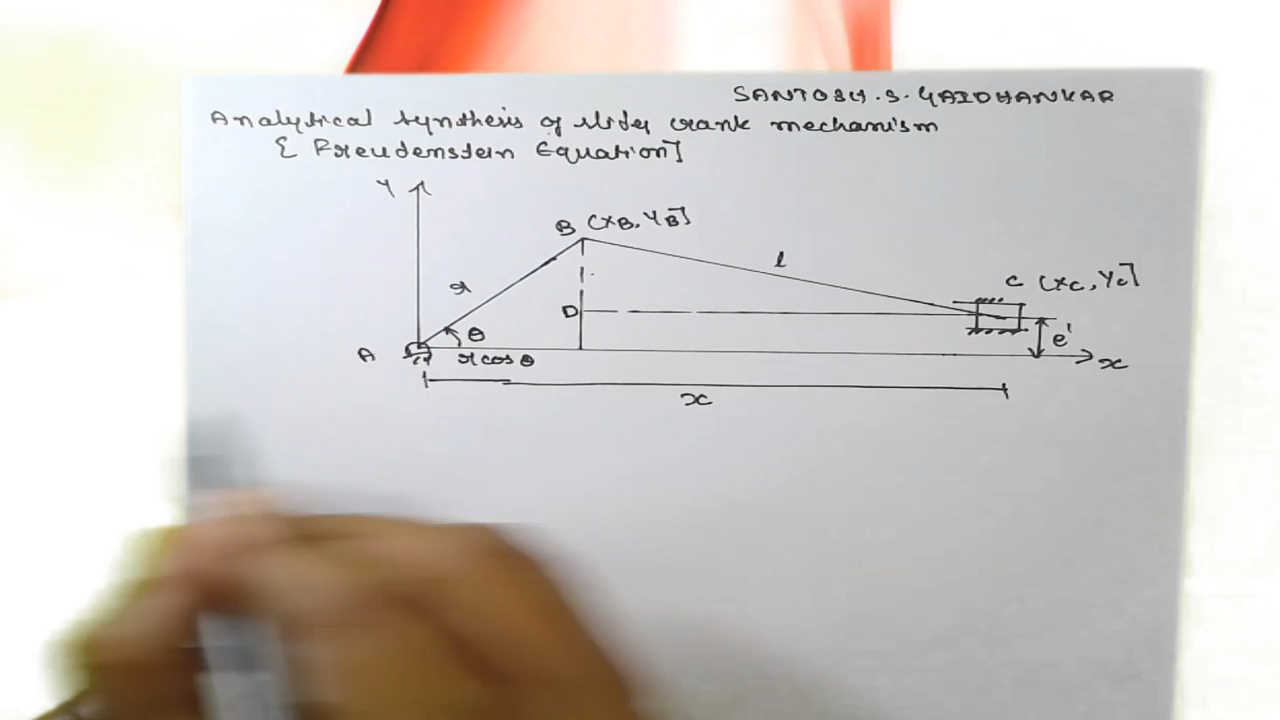 SANTOSH.S.GAIDHANKAR
Analytical synthesis of slider crank mechanism
[ Freudenstein Equation]
Y
B (XB, YB]
l
r
C (XC, YC]
D
θ
e'
A
r cos θ
x
x